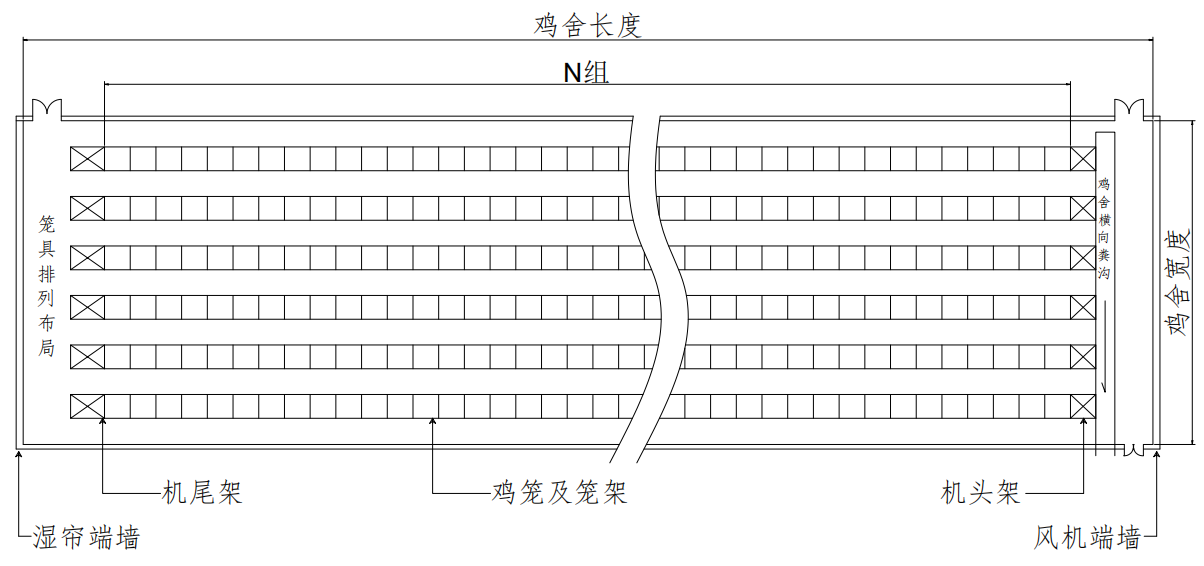 鸡舍长度
N组
笼具排列布局
鸡舍横向粪沟
鸡舍宽度
机尾架
鸡笼及笼架
机头架
湿帘端墙
风机端墙